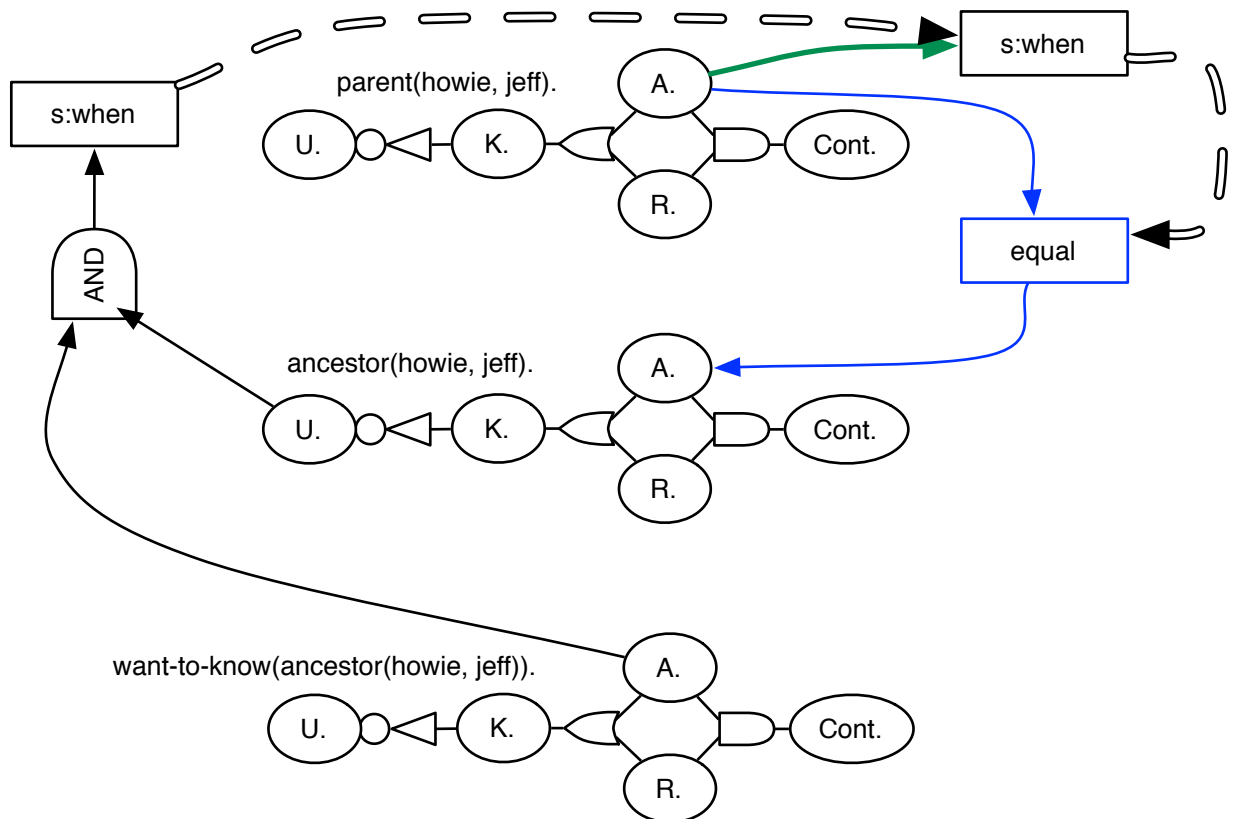 s:when
s:when
parent(howie, jeff).
A.
U.
K.
Cont.
R.
equal
AND
ancestor(howie, jeff).
A.
U.
K.
Cont.
R.
want-to-know(ancestor(howie, jeff)).
A.
U.
K.
Cont.
R.